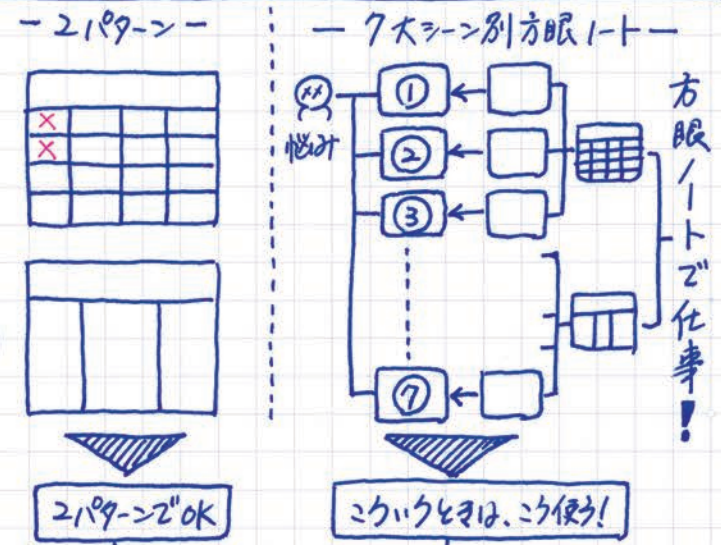 ー2パターンー
××
2パターンでOK
ー7大シーン別方眼ノートー
××
悩み
①
②
③
⑦
方眼ノートで仕事!
こういうときは、こう使う!